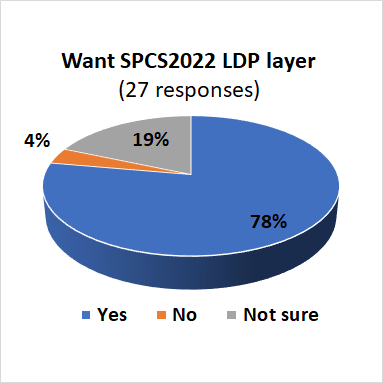 Want SPCS2022 LDP layer
(27 responses)
4%
19%
78%
Yes No Not sure